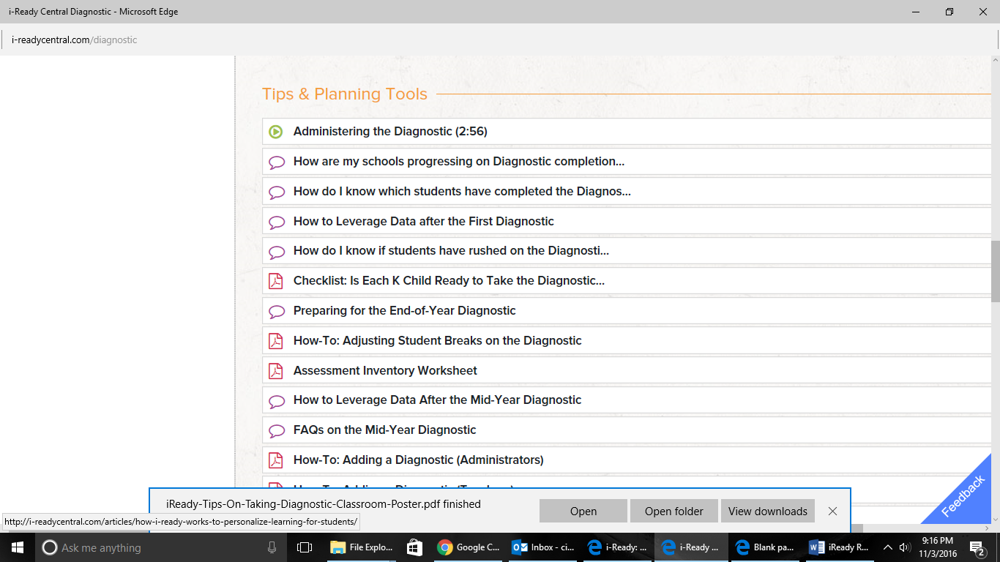 i-Ready Central Diagnostic - Microsoft Edge
i-readycentral.com/diagnostic
Tips & Planning Tools
Administering the Diagnostic (2:56)
How are my schools progressing on Diagnostic completion...
How do I know which students have completed the Diagnos...
How to Leverage Data after the First Diagnostic
How do I know if students have rushed on the Diagnosti...
Checklist: Is Each K Child Ready to Take the Diagnostic...
Preparing for the End-of-Year Diagnostic
How-To: Adjusting Student Breaks on the Diagnostic
Assessment Inventory Worksheet
How to Leverage Data After the Mid-Year Diagnostic
FAQs on the Mid-Year Diagnostic
How-To: Adding a Diagnostic (Administrators)
Feedback
iReady-Tips-On-Taking-Diagnostic-Classroom-Poster.pdf finished
Open
Open folder
View downloads
http://i-readycentral.com/articles/how-i-ready-works-to-personalize-learning-for-students/
Ask me anything
File Explo...
Google C...
Inbox - ci...
i-Ready: ...
i-Ready ...
Blank pa...
iReady R...
9:16 PM
11/3/2016
2